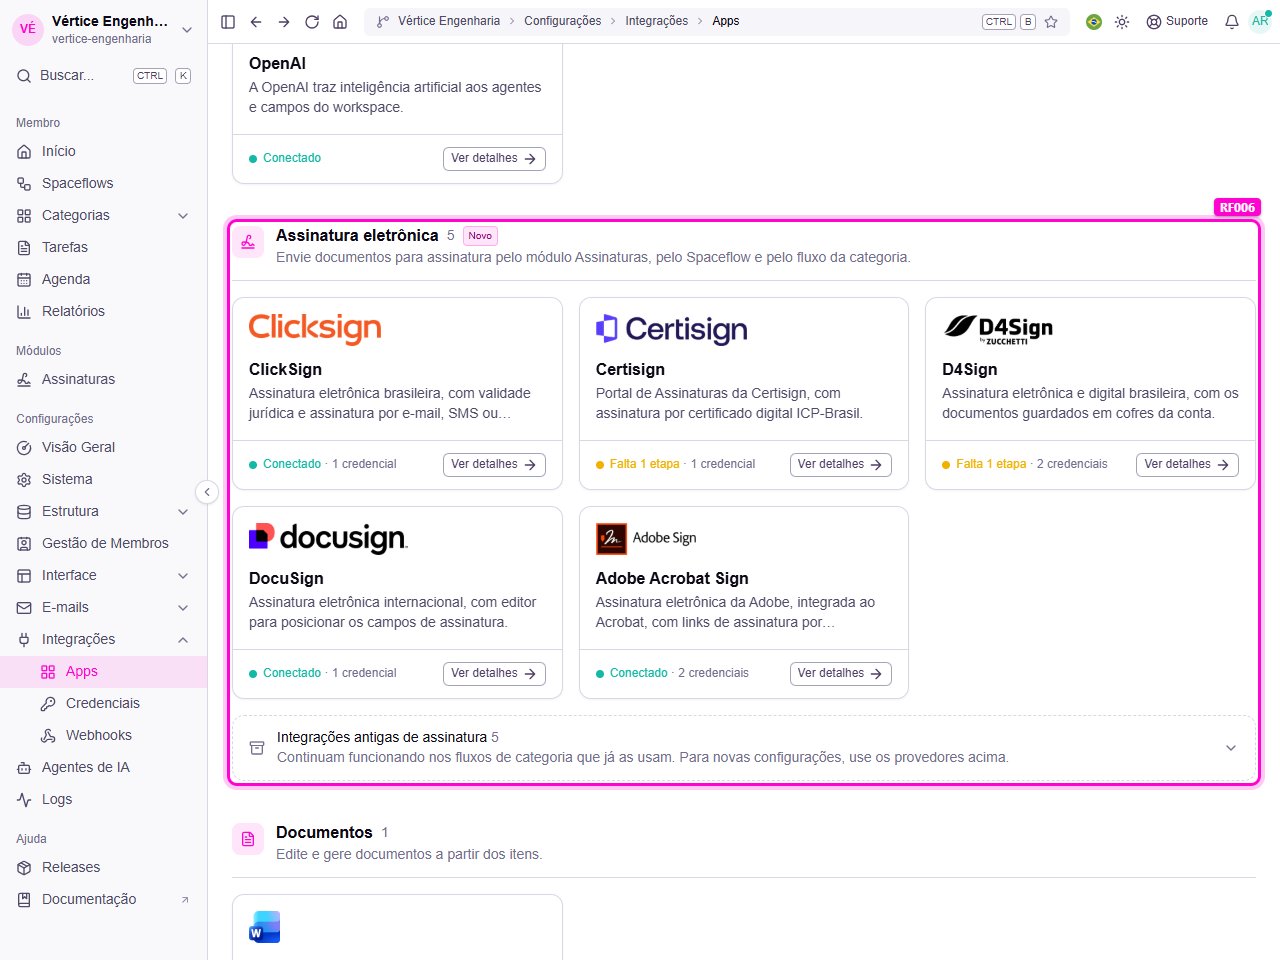 VÉ
Vértice Engenh...
vertice-engenharia
Buscar...
CTRL K
Membro
Início
Spaceflows
Categorias
Tarefas
Agenda
Relatórios
Módulos
Assinaturas
Configurações
Visão Geral
Sistema
Estrutura
Gestão de Membros
Interface
E-mails
Integrações
Apps
Credenciais
Webhooks
Agentes de IA
Logs
Ajuda
Releases
Documentação
Vértice Engenharia > Configurações > Integrações > Apps
CTRL B
Suporte
AR
OpenAI
A OpenAI traz inteligência artificial aos agentes
e campos do workspace.
Conectado
Ver detalhes
RF006
Assinatura eletrônica 5 Novo
Envie documentos para assinatura pelo módulo Assinaturas, pelo Spaceflow e pelo fluxo da categoria.
Clicksign
ClickSign
Assinatura eletrônica brasileira, com validade
jurídica e assinatura por e-mail, SMS ou...
Conectado · 1 credencial
Ver detalhes
Certisign
Certisign
Portal de Assinaturas da Certisign, com
assinatura por certificado digital ICP-Brasil.
Falta 1 etapa · 1 credencial
Ver detalhes
D4Sign
by ZUCCHETTI
D4Sign
Assinatura eletrônica e digital brasileira, com os
documentos guardados em cofres da conta.
Falta 1 etapa · 2 credenciais
Ver detalhes
docusign
DocuSign
Assinatura eletrônica internacional, com editor
para posicionar os campos de assinatura.
Conectado · 1 credencial
Ver detalhes
Adobe Sign
Adobe Acrobat Sign
Assinatura eletrônica da Adobe, integrada ao
Acrobat, com links de assinatura por...
Conectado · 2 credenciais
Ver detalhes
Integrações antigas de assinatura 5
Continuam funcionando nos fluxos de categoria que já as usam. Para novas configurações, use os provedores acima.
Documentos 1
Edite e gere documentos a partir dos itens.
W